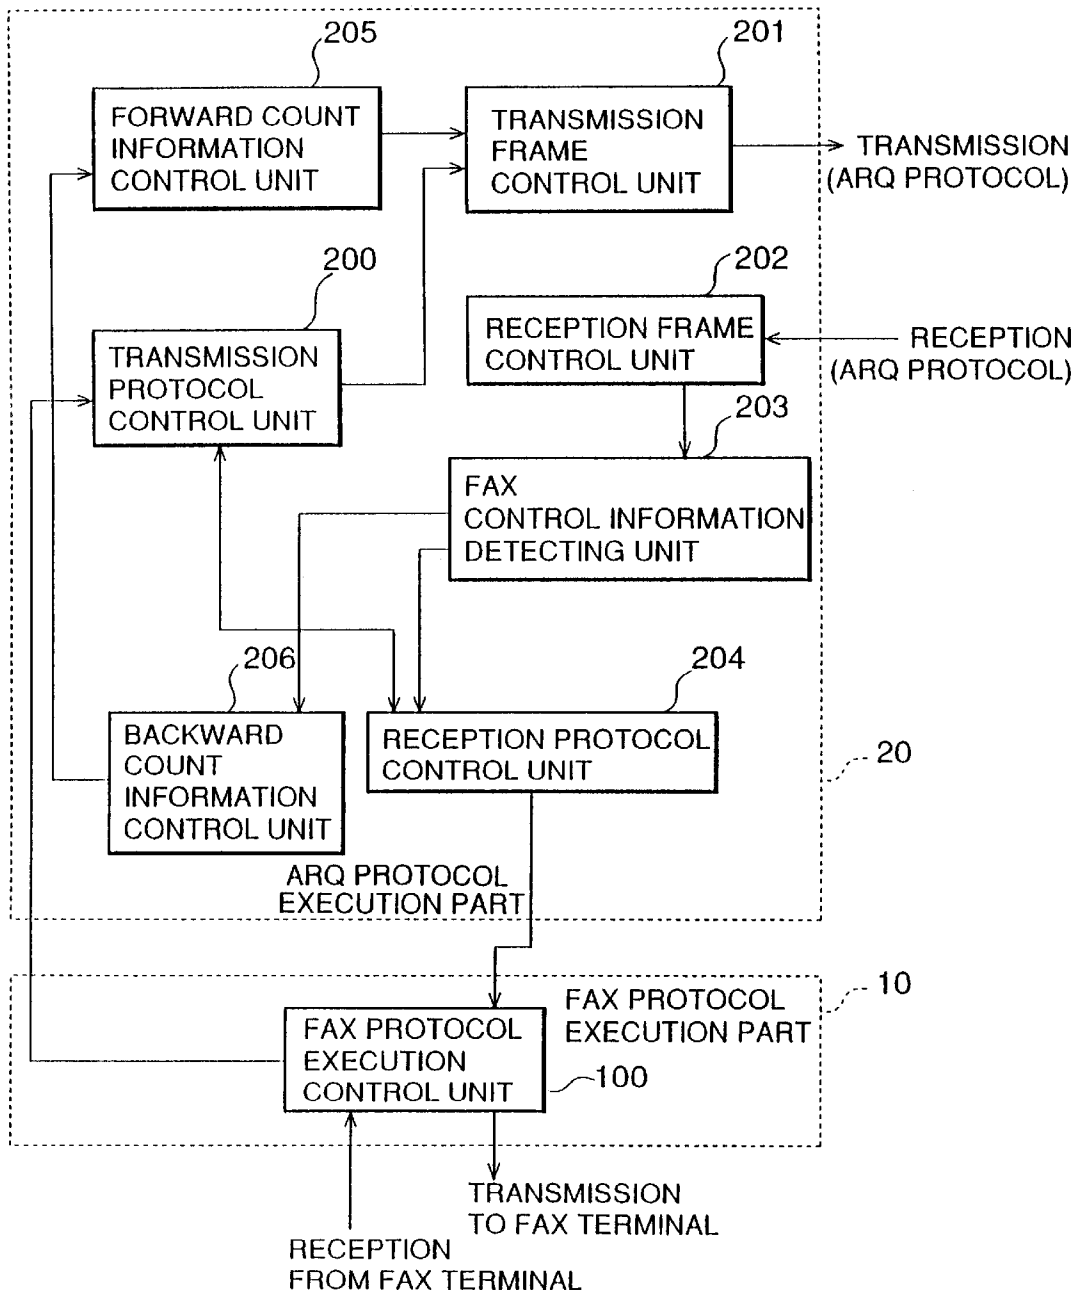 205
201
FORWARD COUNT
INFORMATION
CONTROL UNIT
TRANSMISSION
FRAME
CONTROL UNIT
TRANSMISSION
(ARQ PROTOCOL)
200
202
TRANSMISSION
PROTOCOL
CONTROL UNIT
RECEPTION FRAME
CONTROL UNIT
RECEPTION
(ARQ PROTOCOL)
203
FAX
CONTROL INFORMATION
DETECTING UNIT
206
204
BACKWARD
COUNT
INFORMATION
CONTROL UNIT
RECEPTION PROTOCOL
CONTROL UNIT
20
ARQ PROTOCOL
EXECUTION PART
10
FAX PROTOCOL
EXECUTION PART
FAX PROTOCOL
EXECUTION
CONTROL UNIT
100
TRANSMISSION
TO FAX TERMINAL
RECEPTION
FROM FAX TERMINAL